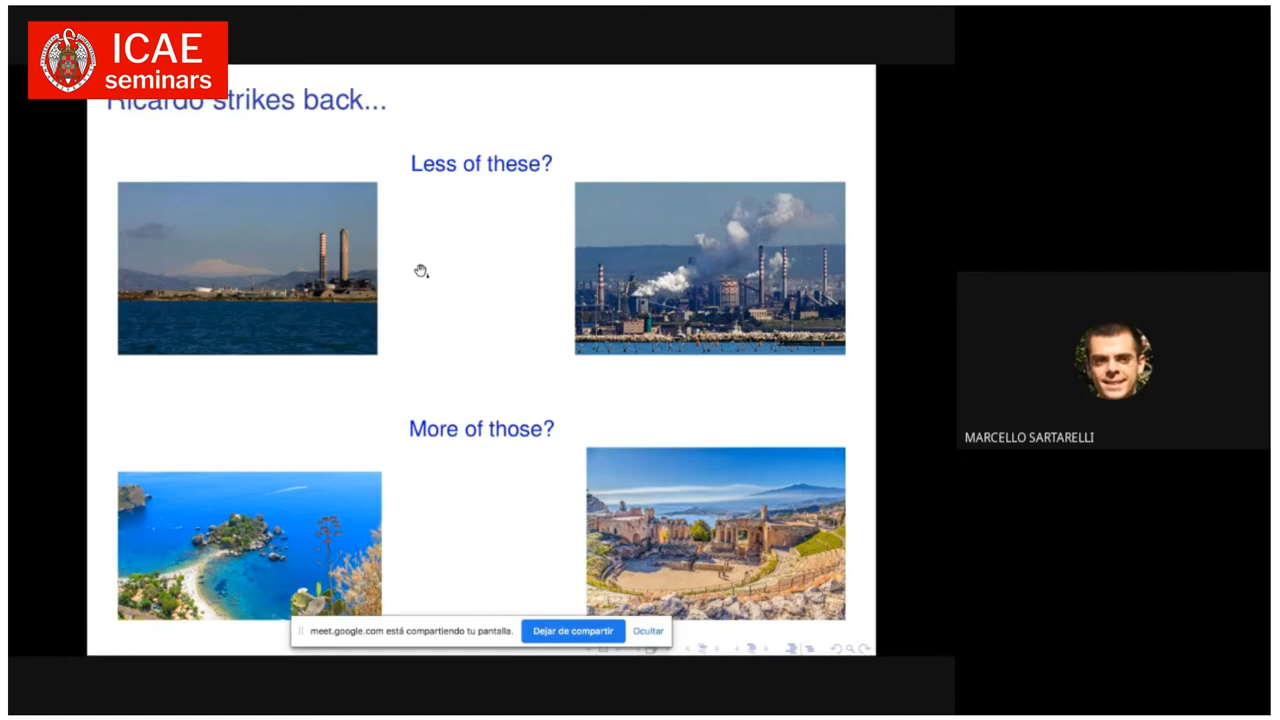 ICAE
seminars
Ricardo strikes back...
Less of these?
More of those?
MARCELLO SARTARELLI
meet.google.com está compartiendo tu pantalla.
Dejar de compartir
Ocultar